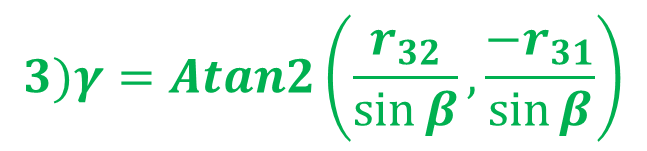 3)γ = Atan2 ( r₃₂ / sin β , −r₃₁ / sin β )